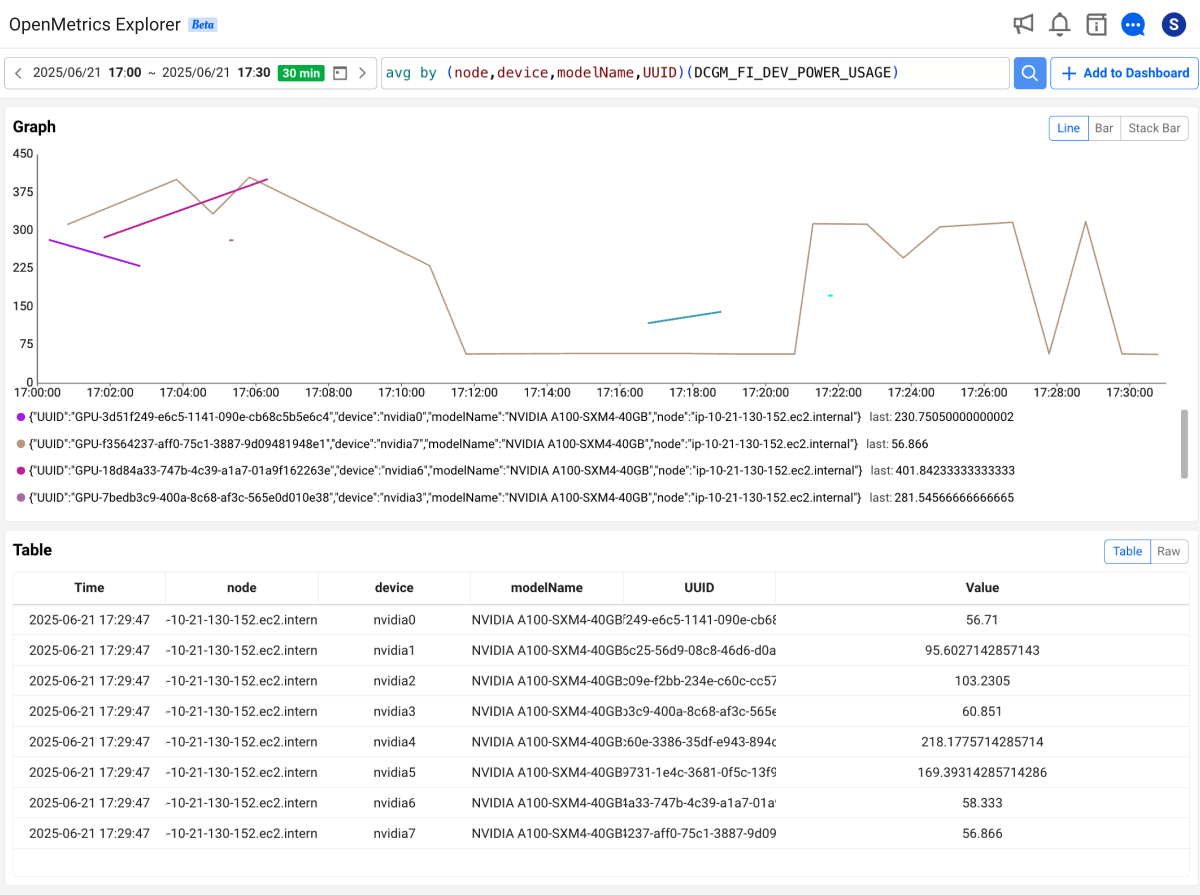 OpenMetrics Explorer Beta
S
2025/06/21 17:00 ~ 2025/06/21 17:30 30 min
avg by (node,device,modelName,UUID)(DCGM_FI_DEV_POWER_USAGE)
+ Add to Dashboard
Graph
Line Bar Stack Bar
450
375
300
225
150
75
0
17:00:00 17:02:00 17:04:00 17:06:00 17:08:00 17:10:00 17:12:00 17:14:00 17:16:00 17:18:00 17:20:00 17:22:00 17:24:00 17:26:00 17:28:00 17:30:00
{"UUID":"GPU-3d51f249-e6c5-1141-090e-cb68c5b5e6c4","device":"nvidia0","modelName":"NVIDIA A100-SXM4-40GB","node":"ip-10-21-130-152.ec2.internal"} last: 230.75050000000002
{"UUID":"GPU-f3564237-aff0-75c1-3887-9d09481948e1","device":"nvidia7","modelName":"NVIDIA A100-SXM4-40GB","node":"ip-10-21-130-152.ec2.internal"} last: 56.866
{"UUID":"GPU-18d84a33-747b-4c39-a1a7-01a9f162263e","device":"nvidia6","modelName":"NVIDIA A100-SXM4-40GB","node":"ip-10-21-130-152.ec2.internal"} last: 401.84233333333333
{"UUID":"GPU-7bedb3c9-400a-8c68-af3c-565e0d010e38","device":"nvidia3","modelName":"NVIDIA A100-SXM4-40GB","node":"ip-10-21-130-152.ec2.internal"} last: 281.54566666666665
Table
Table Raw
Time node device modelName UUID Value
2025-06-21 17:29:47 -10-21-130-152.ec2.intern nvidia0 NVIDIA A100-SXM4-40GB f249-e6c5-1141-090e-cb68 56.71
2025-06-21 17:29:47 -10-21-130-152.ec2.intern nvidia1 NVIDIA A100-SXM4-40GB 6c25-56d9-08c8-46d6-d0a 95.6027142857143
2025-06-21 17:29:47 -10-21-130-152.ec2.intern nvidia2 NVIDIA A100-SXM4-40GB c09e-f2bb-234e-c60c-cc57 103.2305
2025-06-21 17:29:47 -10-21-130-152.ec2.intern nvidia3 NVIDIA A100-SXM4-40GB b3c9-400a-8c68-af3c-565e 60.851
2025-06-21 17:29:47 -10-21-130-152.ec2.intern nvidia4 NVIDIA A100-SXM4-40GB c60e-3386-35df-e943-894c 218.1775714285714
2025-06-21 17:29:47 -10-21-130-152.ec2.intern nvidia5 NVIDIA A100-SXM4-40GB 9731-1e4c-3681-0f5c-13f9 169.39314285714286
2025-06-21 17:29:47 -10-21-130-152.ec2.intern nvidia6 NVIDIA A100-SXM4-40GB 4a33-747b-4c39-a1a7-01a 58.333
2025-06-21 17:29:47 -10-21-130-152.ec2.intern nvidia7 NVIDIA A100-SXM4-40GB 4237-aff0-75c1-3887-9d09 56.866